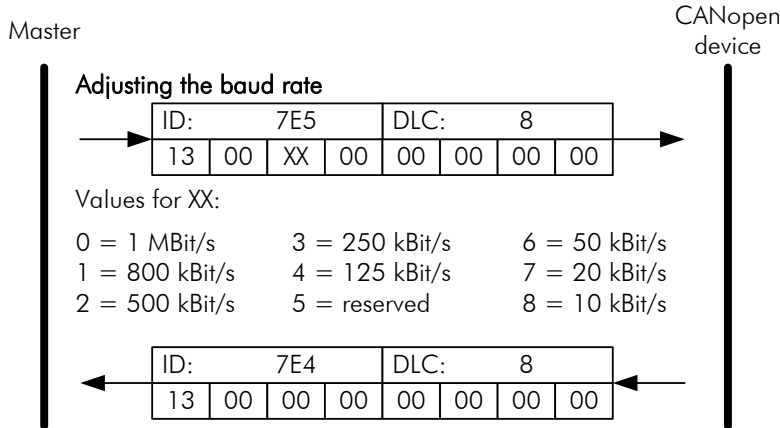 Master
CANopen
device
Adjusting the baud rate
ID: 7E5 DLC: 8
13 00 XX 00 00 00 00 00
Values for XX:
0 = 1 MBit/s 3 = 250 kBit/s 6 = 50 kBit/s
1 = 800 kBit/s 4 = 125 kBit/s 7 = 20 kBit/s
2 = 500 kBit/s 5 = reserved 8 = 10 kBit/s
ID: 7E4 DLC: 8
13 00 00 00 00 00 00 00